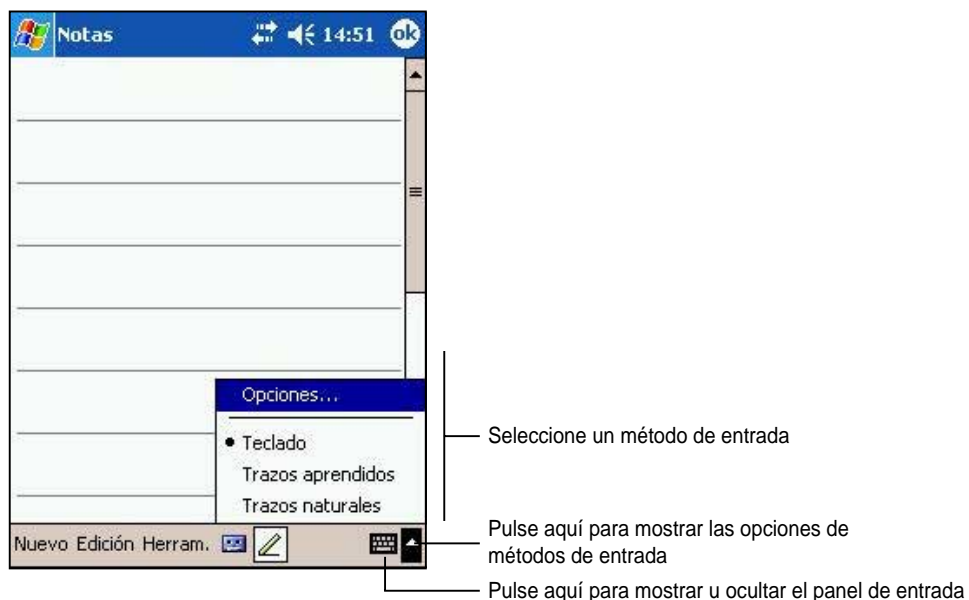 Notas 14:51 ok
Opciones...
Teclado
Trazos aprendidos
Trazos naturales
Nuevo Edición Herram.
Seleccione un método de entrada
Pulse aquí para mostrar las opciones de
métodos de entrada
Pulse aquí para mostrar u ocultar el panel de entrada